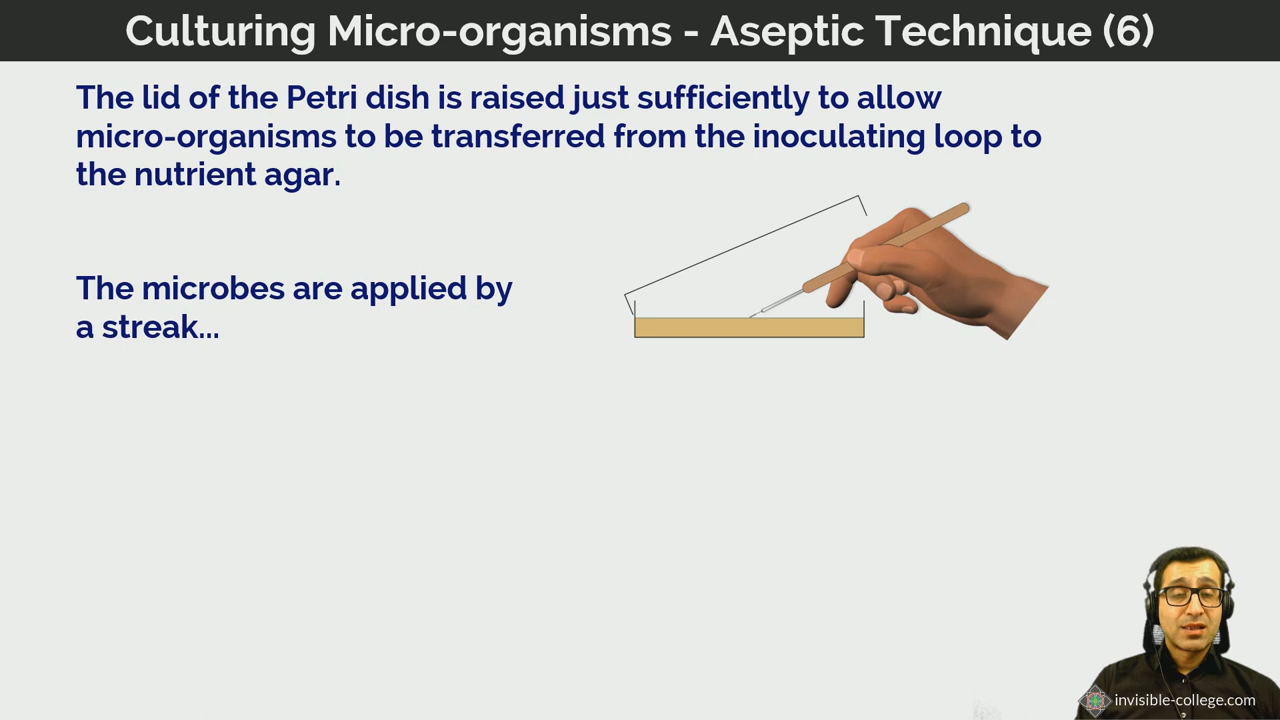 Culturing Micro-organisms - Aseptic Technique (6)
The lid of the Petri dish is raised just sufficiently to allow
micro-organisms to be transferred from the inoculating loop to
the nutrient agar.
The microbes are applied by
a streak...
invisible-college.com